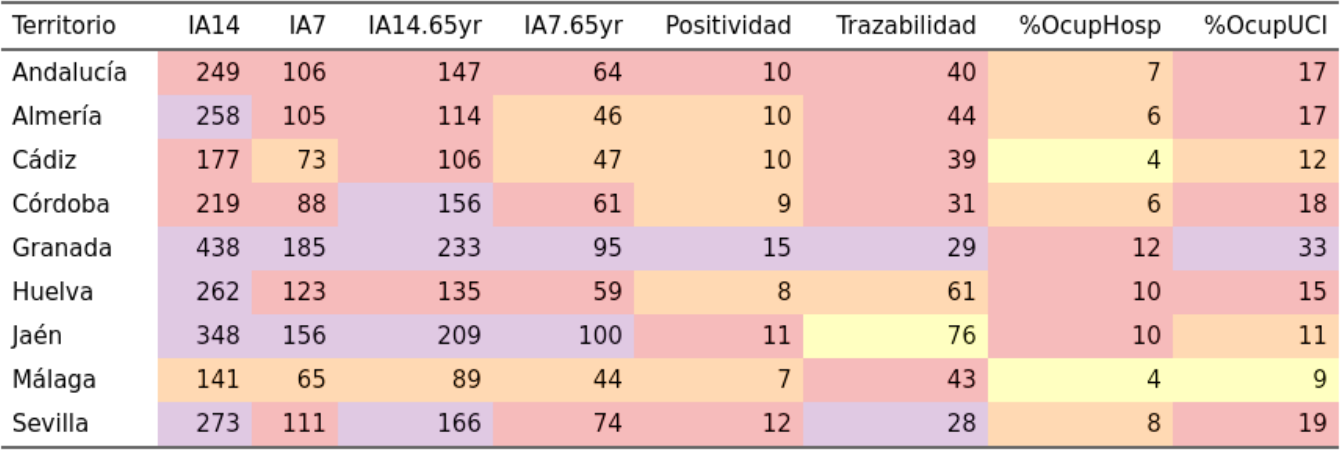 Territorio IA14 IA7 IA14.65yr IA7.65yr Positividad Trazabilidad %OcupHosp %OcupUCI
Andalucía 249 106 147 64 10 40 7 17
Almería 258 105 114 46 10 44 6 17
Cádiz 177 73 106 47 10 39 4 12
Córdoba 219 88 156 61 9 31 6 18
Granada 438 185 233 95 15 29 12 33
Huelva 262 123 135 59 8 61 10 15
Jaén 348 156 209 100 11 76 10 11
Málaga 141 65 89 44 7 43 4 9
Sevilla 273 111 166 74 12 28 8 19